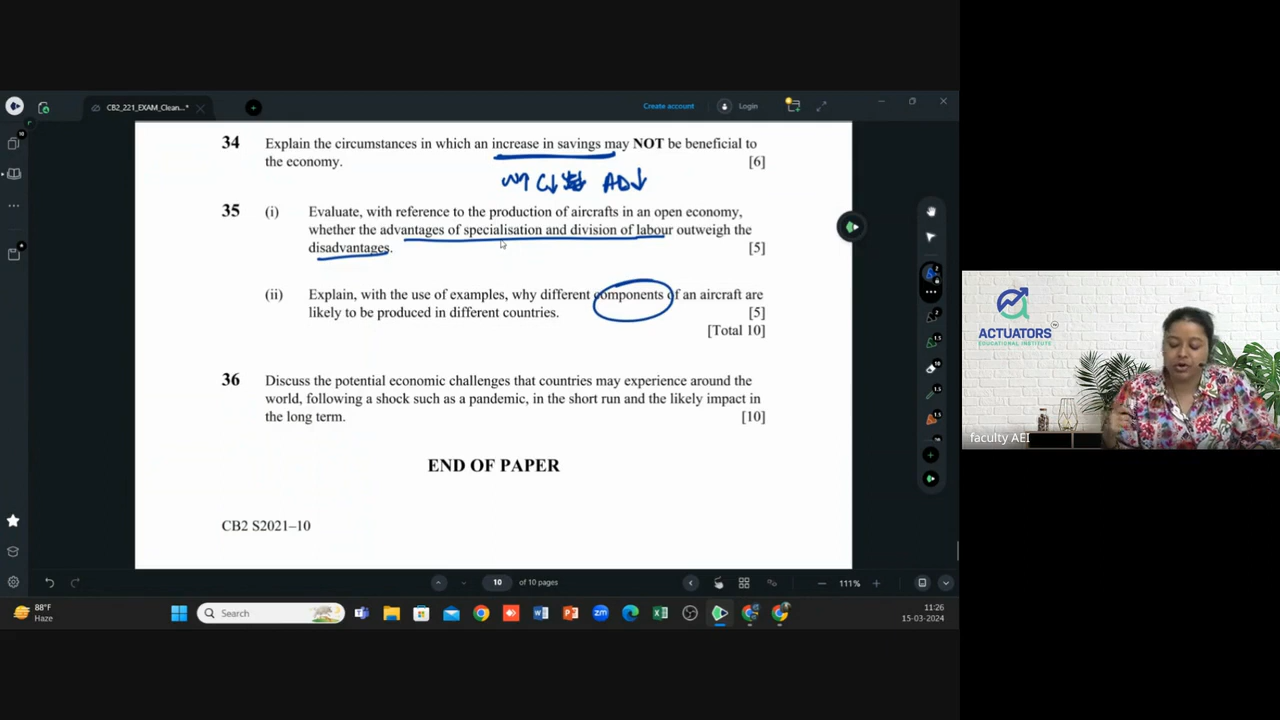 CB2_221_EXAM_Clean...*
Create account
Login
34 Explain the circumstances in which an increase in savings may NOT be beneficial to
the economy. [6]
C↓ AD↓
35 (i) Evaluate, with reference to the production of aircrafts in an open economy,
whether the advantages of specialisation and division of labour outweigh the
disadvantages. [5]
(ii) Explain, with the use of examples, why different components of an aircraft are
likely to be produced in different countries. [5]
[Total 10]
36 Discuss the potential economic challenges that countries may experience around the
world, following a shock such as a pandemic, in the short run and the likely impact in
the long term. [10]
END OF PAPER
CB2 S2021–10
ACTUATORS
EDUCATIONAL INSTITUTE
faculty AEI
10 of 10 pages
111%
88°F
Haze
Search
11:26
15-03-2024